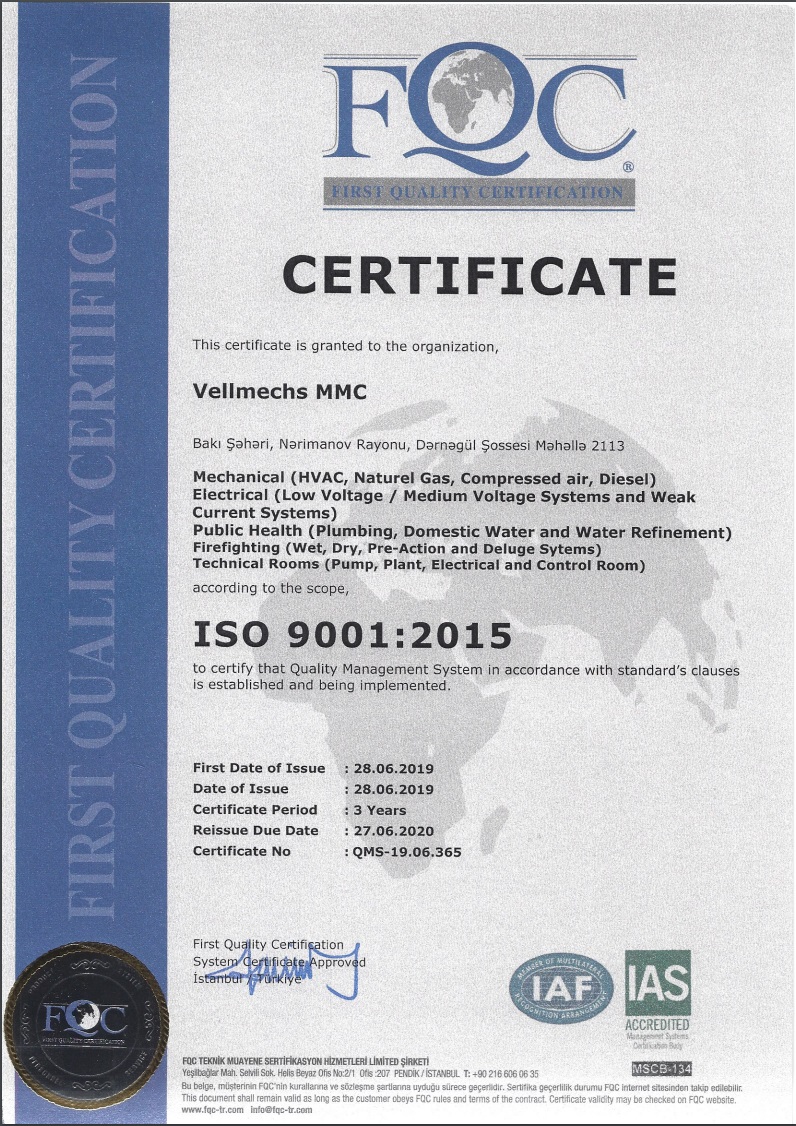 FIRST QUALITY CERTIFICATION
FQC
®
FIRST QUALITY CERTIFICATION
CERTIFICATE
This certificate is granted to the organization,
Vellmechs MMC
Bakı Şəhəri, Nərimanov Rayonu, Dərnəgül Şossesi Məhəllə 2113
Mechanical (HVAC, Naturel Gas, Compressed air, Diesel)
Electrical (Low Voltage / Medium Voltage Systems and Weak
Current Systems)
Public Health (Plumbing, Domestic Water and Water Refinement)
Firefighting (Wet, Dry, Pre-Action and Deluge Sytems)
Technical Rooms (Pump, Plant, Electrical and Control Room)
according to the scope,
ISO 9001:2015
to certify that Quality Management System in accordance with standard's clauses
is established and being implemented.
First Date of Issue : 28.06.2019
Date of Issue : 28.06.2019
Certificate Period : 3 Years
Reissue Due Date : 27.06.2020
Certificate No : QMS-19.06.365
First Quality Certification
System Certificate Approved
İstanbul / Türkiye
FQC
FIRST QUALITY CERTIFICATION
MEMBER OF MULTILATERAL
IAF
RECOGNITION ARRANGEMENT
IAS
ACCREDITED
Management Systems
Certification Body
MSCB-134
FQC TEKNİK MUAYENE SERTİFİKASYON HİZMETLERİ LİMİTED ŞİRKETİ
Yeşilbağlar Mah. Selvili Sok. Helis Beyaz Ofis No:2/1 Ofis :207 PENDİK / İSTANBUL T: +90 216 606 06 35
Bu belge, müşterinin FQC'nin kurallarına ve sözleşme şartlarına uyduğu sürece geçerlidir. Sertifika geçerlilik durumu FQC internet sitesinden takip edilebilir.
This document shall remain valid as long as the customer obeys FQC rules and terms of the contract. Certificate validity may be checked on FQC website.
www.fqc-tr.com info@fqc-tr.com